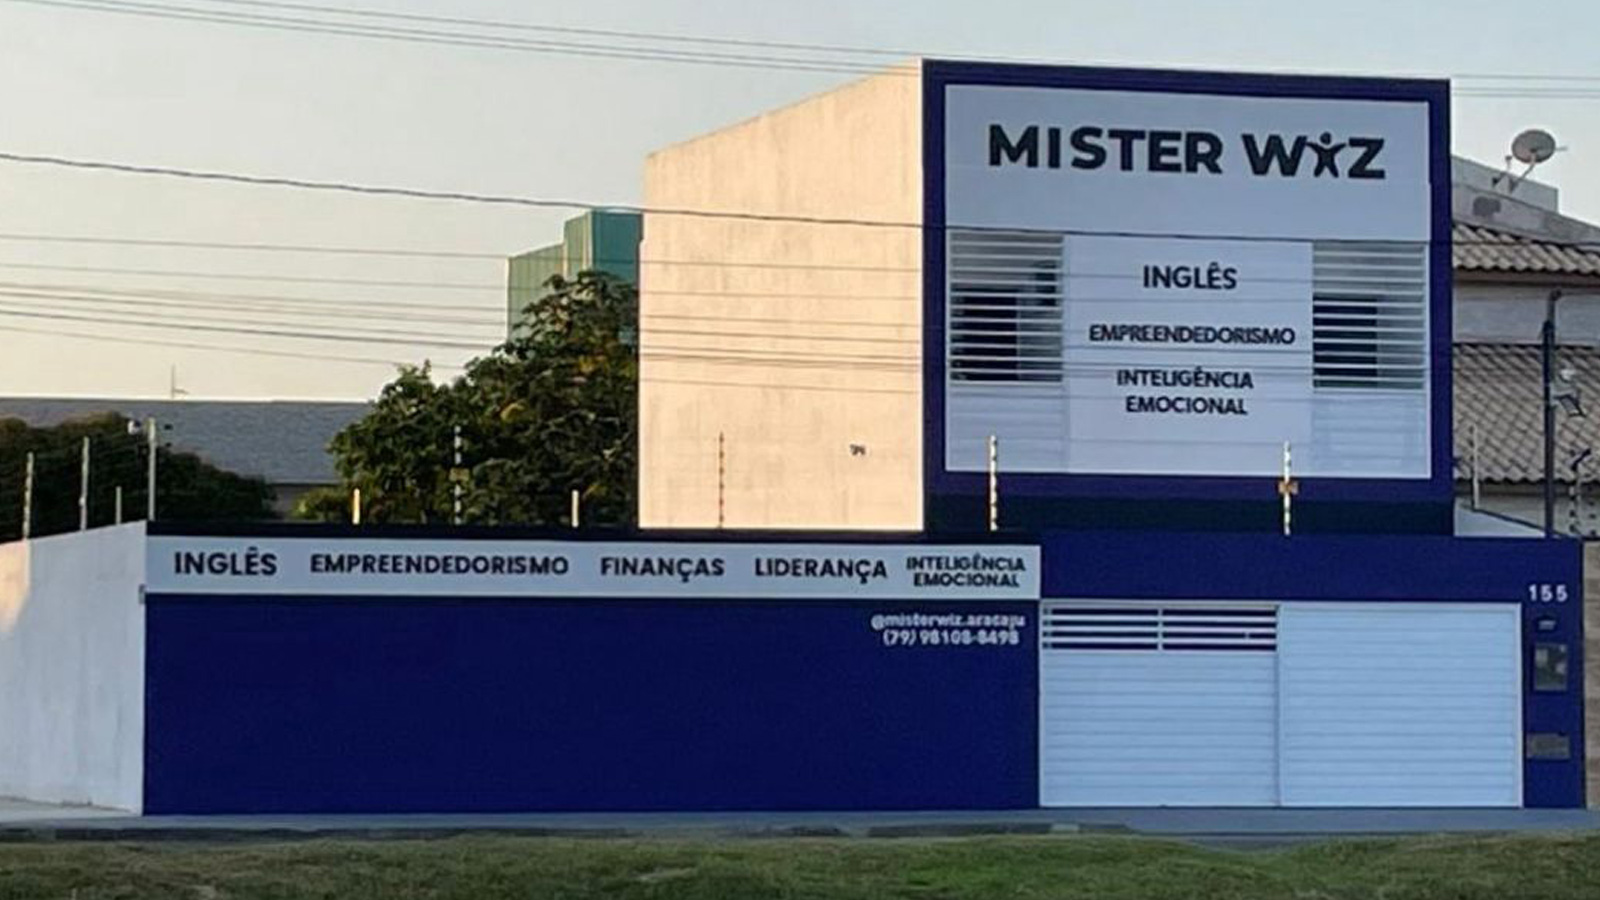 MISTER WIZ
INGLÊS
EMPREENDEDORISMO
INTELIGÊNCIA
EMOCIONAL
INGLÊS EMPREENDEDORISMO FINANÇAS LIDERANÇA INTELIGÊNCIA
EMOCIONAL
@misterwiz.aracaju
(79) 98108-8498
155